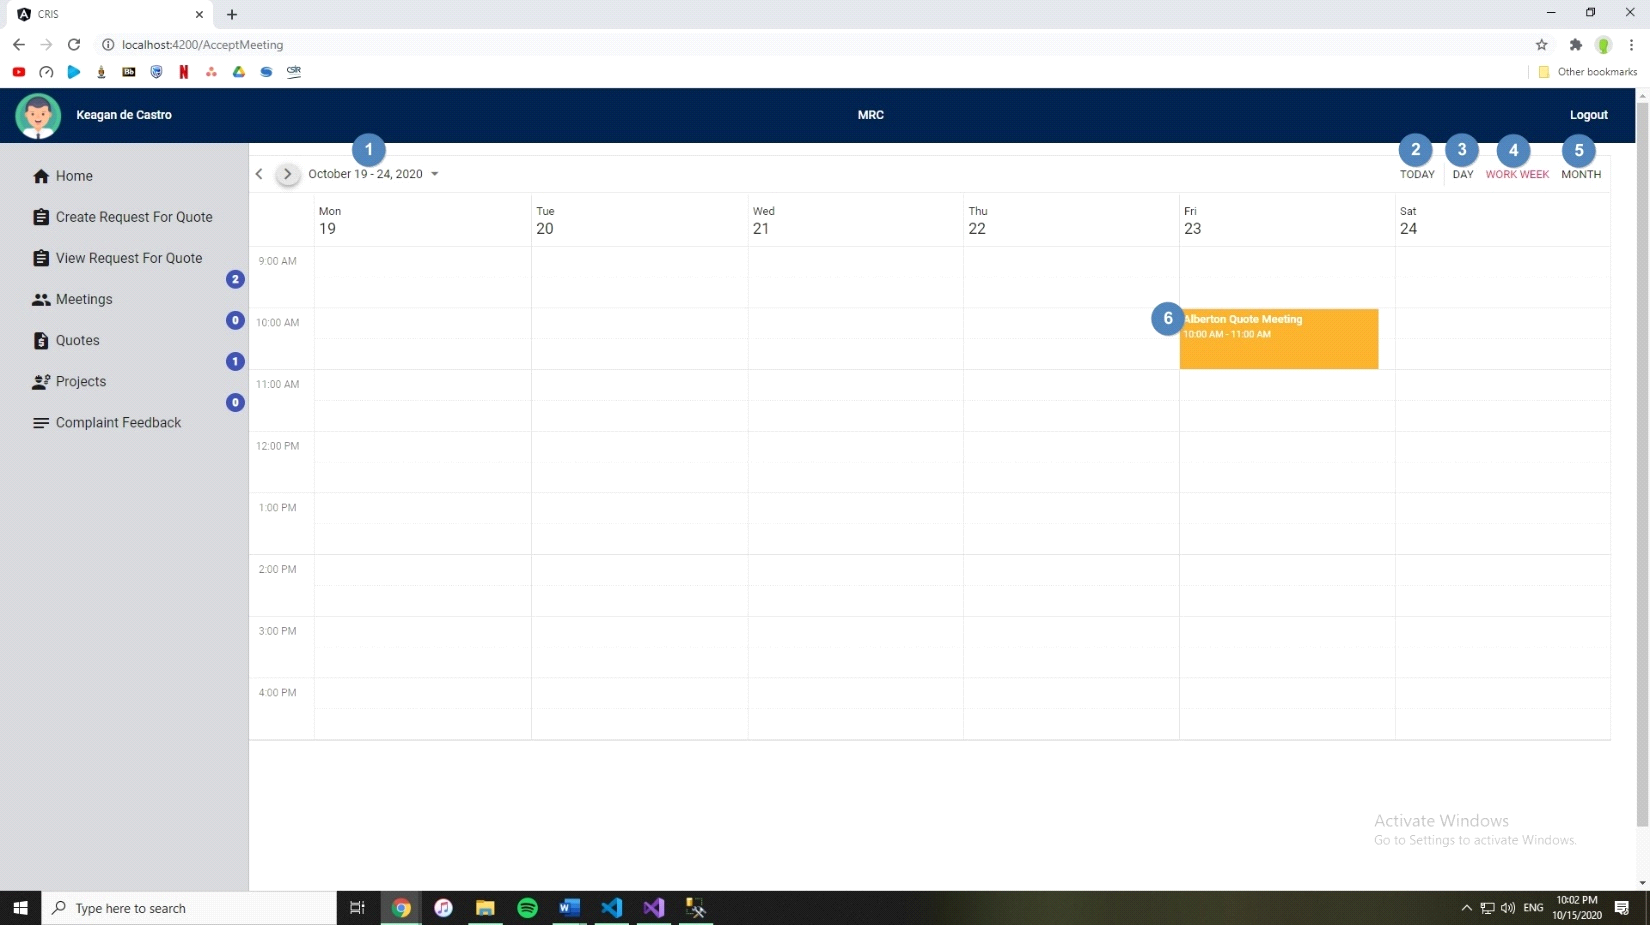 CRIS
localhost:4200/AcceptMeeting
Bb
Other bookmarks
Keagan de Castro
MRC
Logout
1
2
3
4
5
October 19 - 24, 2020
TODAY
DAY
WORK WEEK
MONTH
Home
Create Request For Quote
View Request For Quote
2
Meetings
0
Quotes
1
Projects
0
Complaint Feedback
Mon
19
Tue
20
Wed
21
Thu
22
Fri
23
Sat
24
9:00 AM
10:00 AM
11:00 AM
12:00 PM
1:00 PM
2:00 PM
3:00 PM
4:00 PM
6
Alberton Quote Meeting
10:00 AM - 11:00 AM
Activate Windows
Go to Settings to activate Windows.
Type here to search
ENG
10:02 PM
10/15/2020